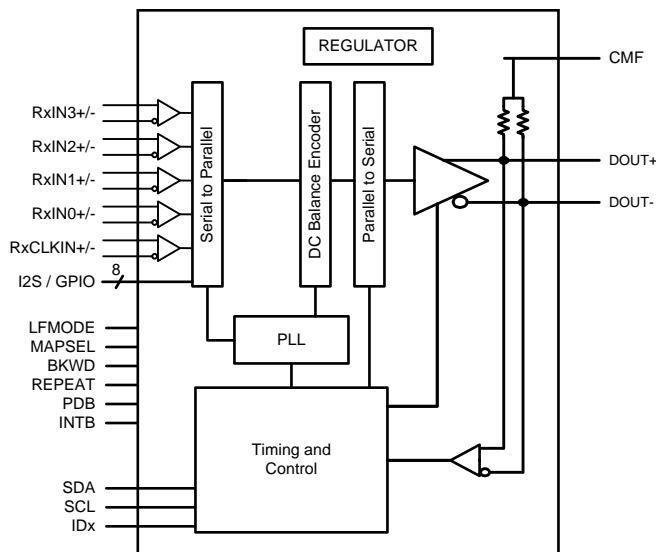 REGULATOR
CMF
RxIN3+/-
RxIN2+/-
RxIN1+/-
RxIN0+/-
RxCLKIN+/-
I2S / GPIO
8
Serial to Parallel
DC Balance Encoder
Parallel to Serial
DOUT+
DOUT-
LFMODE
MAPSEL
BKWD
REPEAT
PDB
INTB
PLL
Timing and
Control
SDA
SCL
IDx